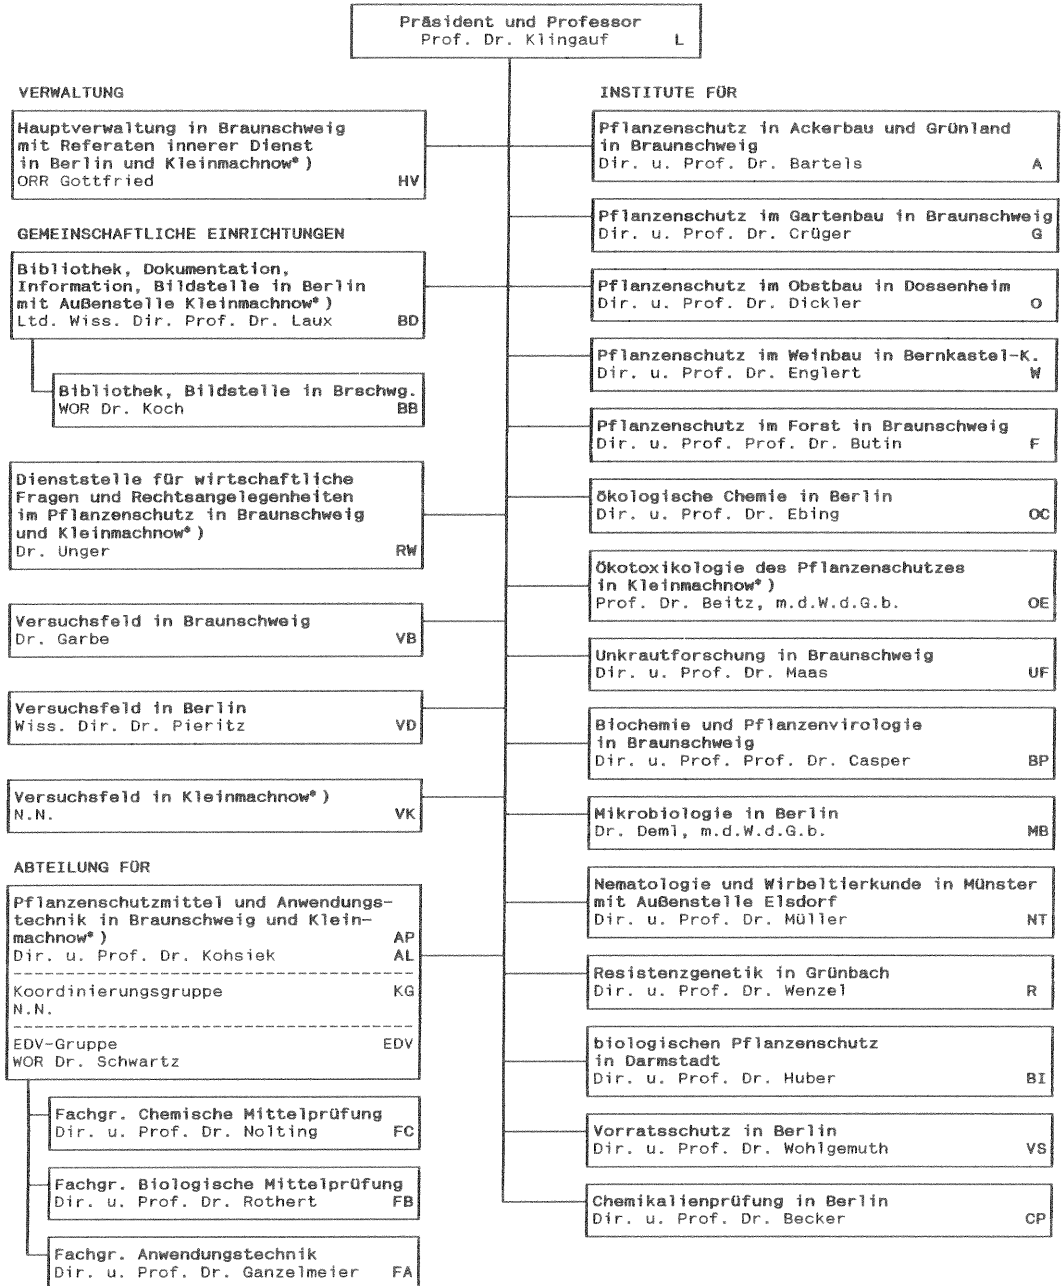 Präsident und Professor
Prof. Dr. Klingauf L
VERWALTUNG
Hauptverwaltung in Braunschweig
mit Referaten innerer Dienst
in Berlin und Kleinmachnow*)
ORR Gottfried HV
GEMEINSCHAFTLICHE EINRICHTUNGEN
Bibliothek, Dokumentation,
Information, Bildstelle in Berlin
mit Außenstelle Kleinmachnow*)
Ltd. Wiss. Dir. Prof. Dr. Laux BD
Bibliothek, Bildstelle in Brschwg.
WOR Dr. Koch BB
Dienststelle für wirtschaftliche
Fragen und Rechtsangelegenheiten
im Pflanzenschutz in Braunschweig
und Kleinmachnow*)
Dr. Unger RW
Versuchsfeld in Braunschweig
Dr. Garbe VB
Versuchsfeld in Berlin
Wiss. Dir. Dr. Pieritz VD
Versuchsfeld in Kleinmachnow*)
N.N. VK
ABTEILUNG FÜR
Pflanzenschutzmittel und Anwendungs-
technik in Braunschweig und Klein-
machnow*) AP
Dir. u. Prof. Dr. Kohsiek AL
Koordinierungsgruppe KG
N.N.
EDV-Gruppe EDV
WOR Dr. Schwartz
Fachgr. Chemische Mittelprüfung
Dir. u. Prof. Dr. Nolting FC
Fachgr. Biologische Mittelprüfung
Dir. u. Prof. Dr. Rothert FB
Fachgr. Anwendungstechnik
Dir. u. Prof. Dr. Ganzelmeier FA
INSTITUTE FÜR
Pflanzenschutz in Ackerbau und Grünland
in Braunschweig
Dir. u. Prof. Dr. Bartels A
Pflanzenschutz im Gartenbau in Braunschweig
Dir. u. Prof. Dr. Crüger G
Pflanzenschutz im Obstbau in Dossenheim
Dir. u. Prof. Dr. Dickler O
Pflanzenschutz im Weinbau in Bernkastel-K.
Dir. u. Prof. Dr. Englert W
Pflanzenschutz im Forst in Braunschweig
Dir. u. Prof. Prof. Dr. Butin F
ökologische Chemie in Berlin
Dir. u. Prof. Dr. Ebing OC
Ökotoxikologie des Pflanzenschutzes
in Kleinmachnow*)
Prof. Dr. Beitz, m.d.W.d.G.b. OE
Unkrautforschung in Braunschweig
Dir. u. Prof. Dr. Maas UF
Biochemie und Pflanzenvirologie
in Braunschweig
Dir. u. Prof. Prof. Dr. Casper BP
Mikrobiologie in Berlin
Dr. Deml, m.d.W.d.G.b. MB
Nematologie und Wirbeltierkunde in Münster
mit Außenstelle Elsdorf
Dir. u. Prof. Dr. Müller NT
Resistenzgenetik in Grünbach
Dir. u. Prof. Dr. Wenzel R
biologischen Pflanzenschutz
in Darmstadt
Dir. u. Prof. Dr. Huber BI
Vorratsschutz in Berlin
Dir. u. Prof. Dr. Wohlgemuth VS
Chemikalienprüfung in Berlin
Dir. u. Prof. Dr. Becker CP